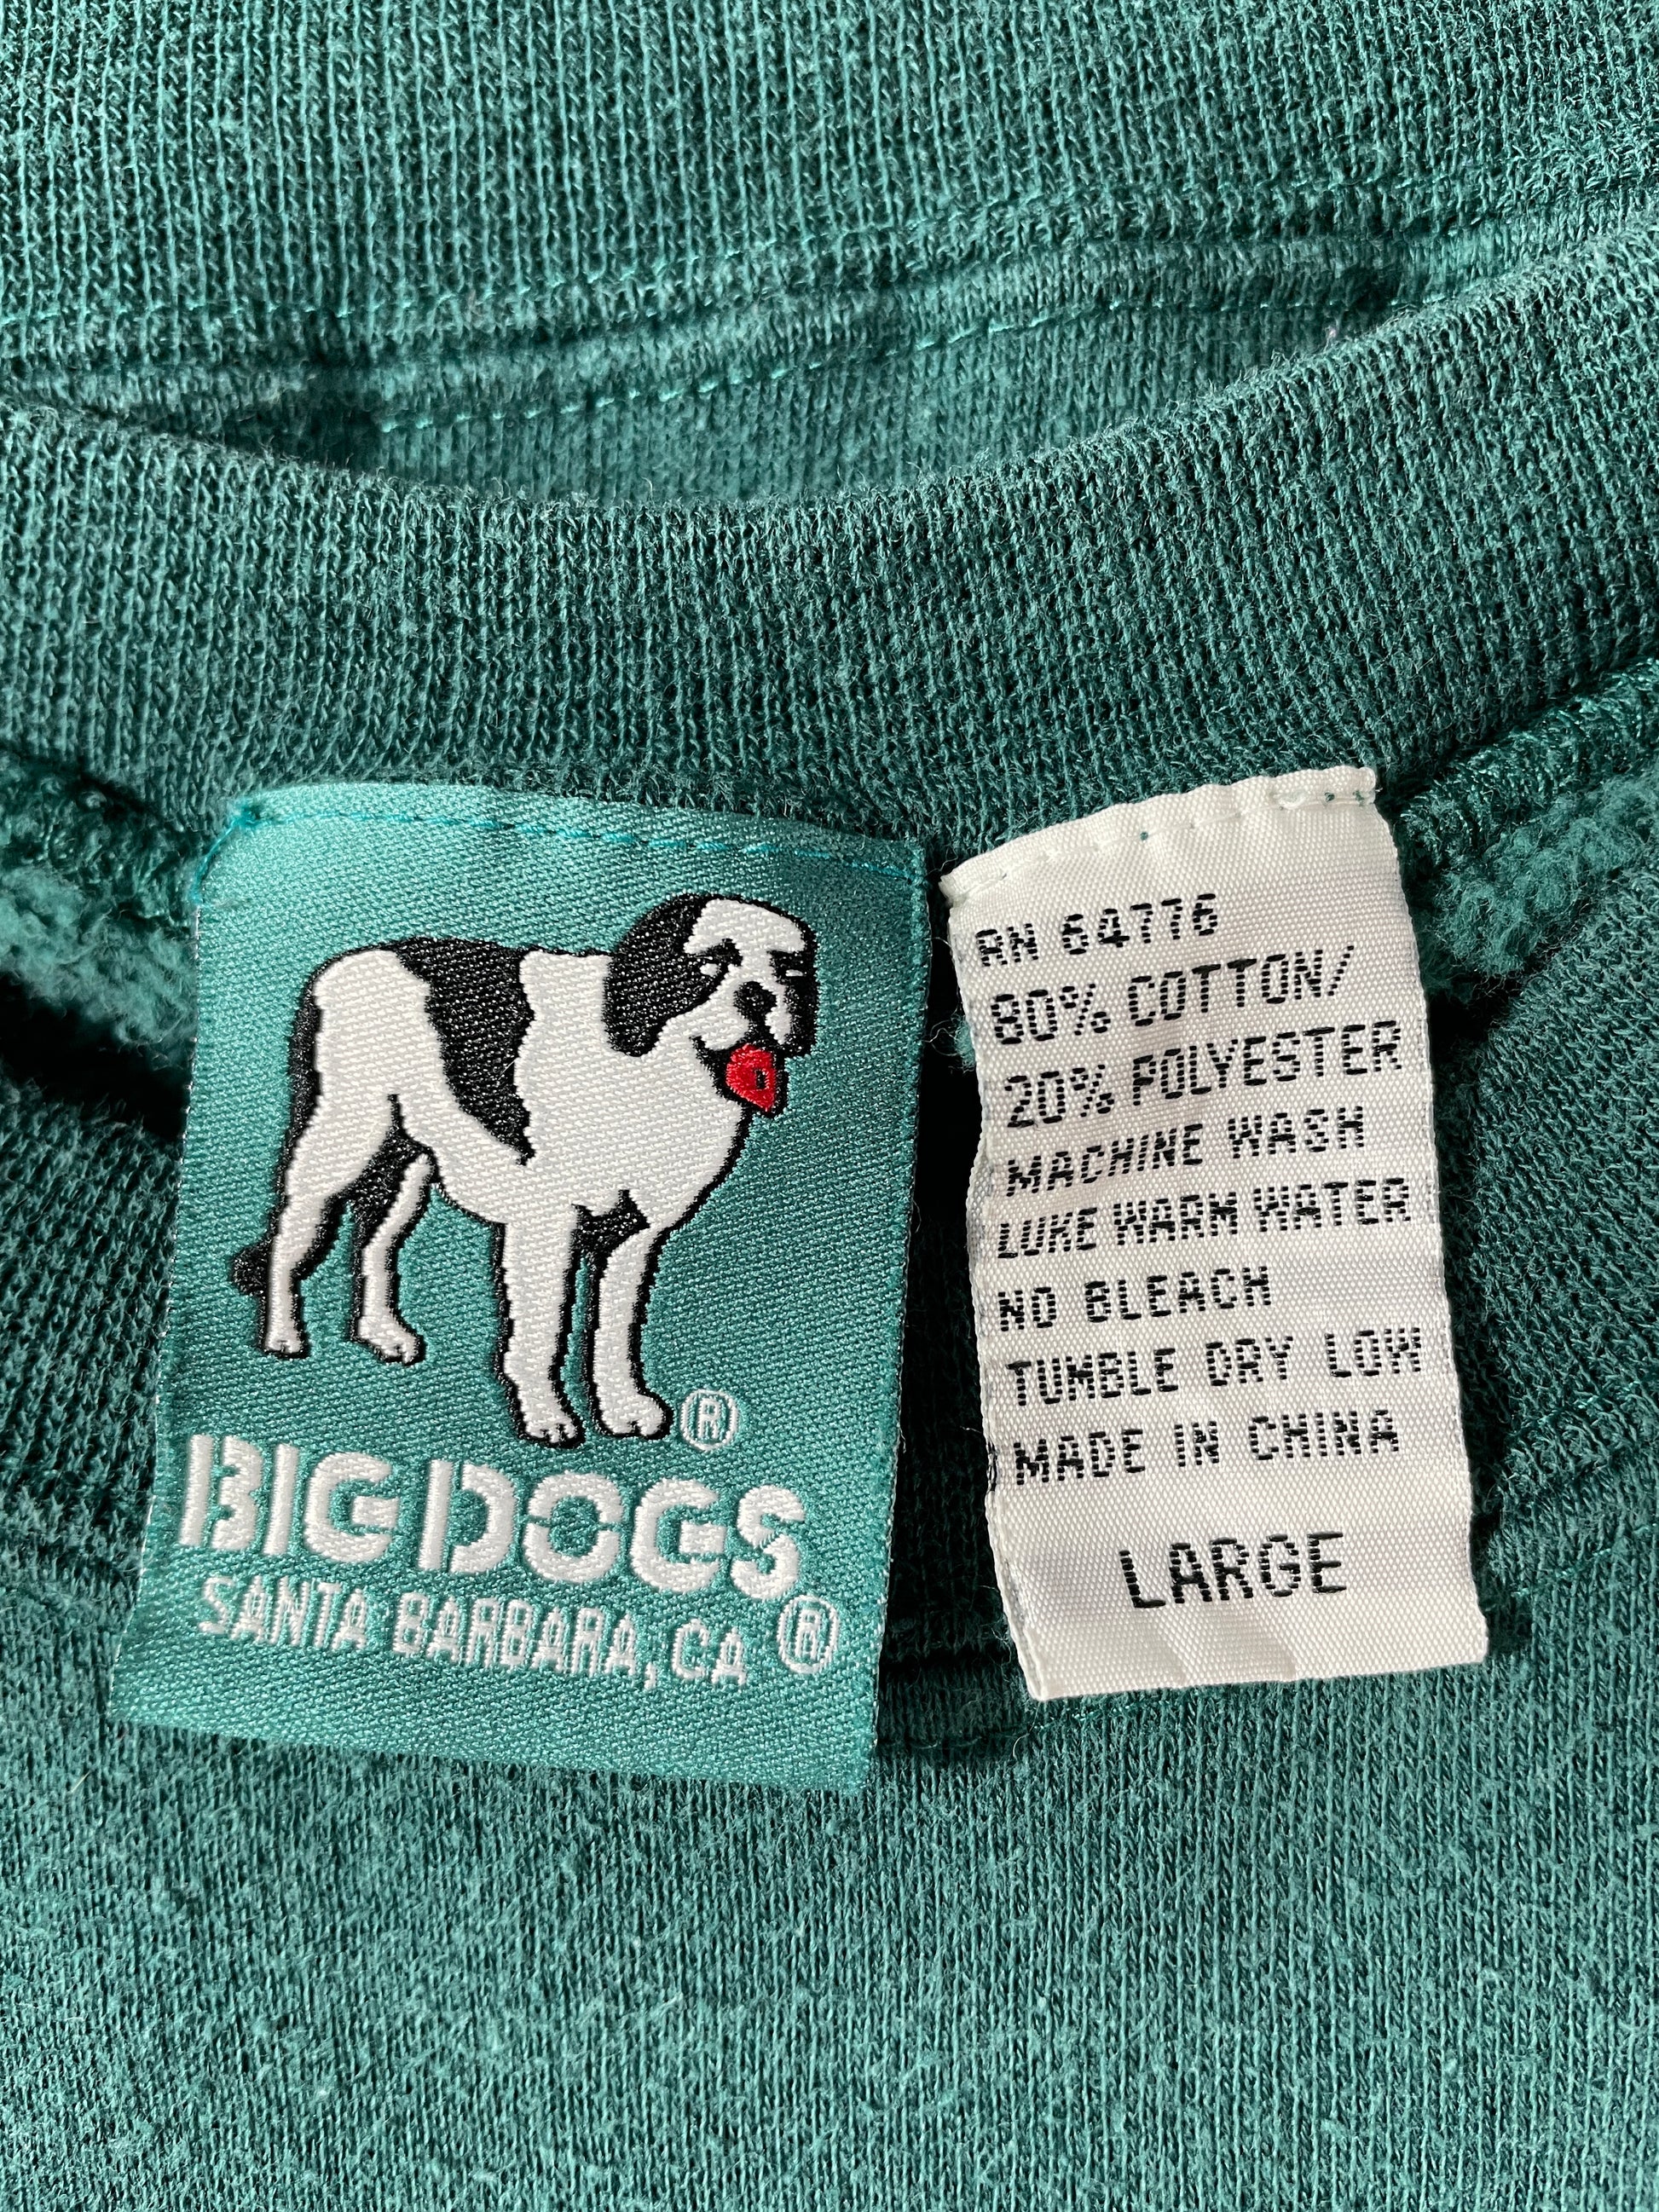 ®
BIG DOGS
SANTA BARBARA, CA ®
RN 64776
80% COTTON/
20% POLYESTER
MACHINE WASH
LUKE WARM WATER
NO BLEACH
TUMBLE DRY LOW
MADE IN CHINA
LARGE